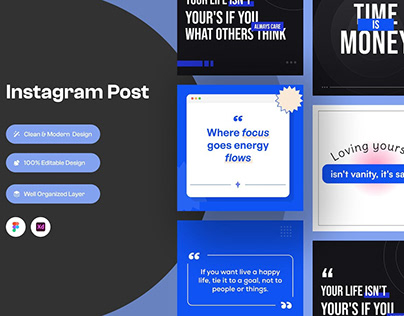 Instagram Post
Clean & Modern Design
100% Editable Design
Well Organized Layer
Xd
YOUR LIFE ISN'T
YOUR'S IF YOU
ALWAYS CARE
WHAT OTHERS THINK
“
Where focus
goes energy
flows
“
If you want live a happy
life, tie it to a goal, not to
people or things.
”
TIME
IS
MONEY
Loving yours
isn't vanity, it's sa
YOUR LIFE ISN'T
YOUR'S IF YOU